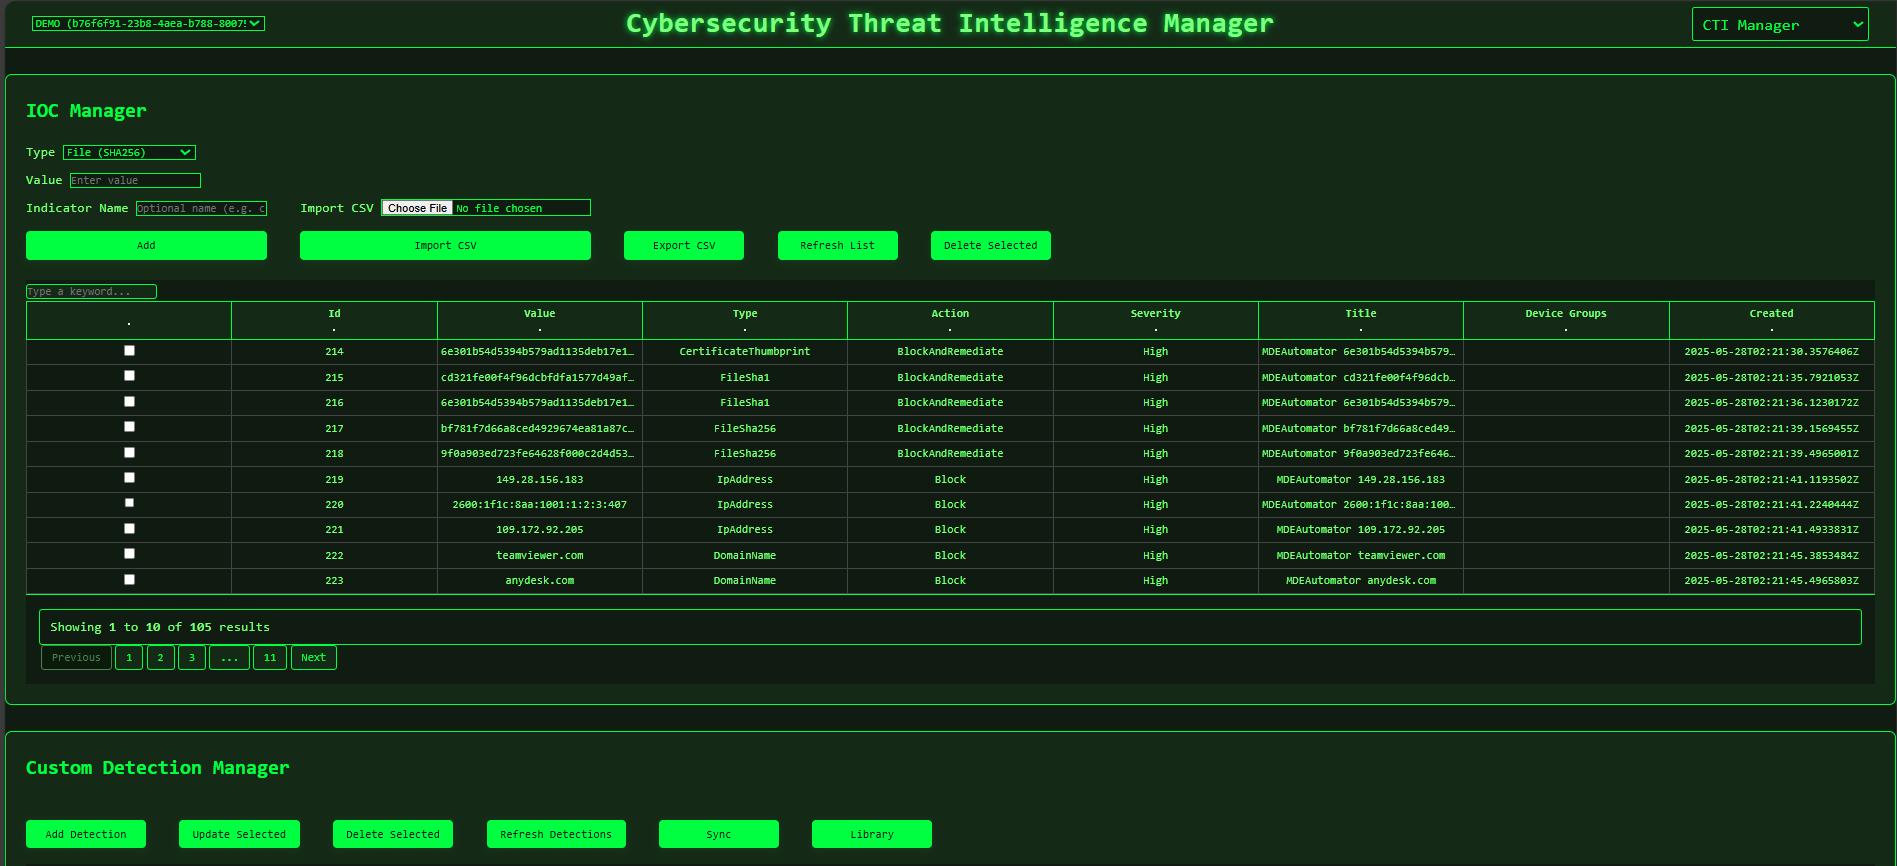 DEMO (b76f6f91-23b8-4aea-b788-8007!
Cybersecurity Threat Intelligence Manager
CTI Manager
IOC Manager
Type File (SHA256)
Value Enter value
Indicator Name Optional name (e.g. c Import CSV Choose File No file chosen
Add Import CSV Export CSV Refresh List Delete Selected
Type a keyword...
Id Value Type Action Severity Title Device Groups Created
214 6e301b54d5394b579ad1135deb17e1… CertificateThumbprint BlockAndRemediate High MDEAutomator 6e301b54d5394b579… 2025-05-28T02:21:30.3576406Z
215 cd321fe00f4f96dcbfdfa1577d49af… FileSha1 BlockAndRemediate High MDEAutomator cd321fe00f4f96dcb… 2025-05-28T02:21:35.7921053Z
216 6e301b54d5394b579ad1135deb17e1… FileSha1 BlockAndRemediate High MDEAutomator 6e301b54d5394b579… 2025-05-28T02:21:36.1230172Z
217 bf781f7d66a8ced4929674ea81a87c… FileSha256 BlockAndRemediate High MDEAutomator bf781f7d66a8ced49… 2025-05-28T02:21:39.1569455Z
218 9f0a903ed723fe64628f000c2d4d53… FileSha256 BlockAndRemediate High MDEAutomator 9f0a903ed723fe646… 2025-05-28T02:21:39.4965001Z
219 149.28.156.183 IpAddress Block High MDEAutomator 149.28.156.183 2025-05-28T02:21:41.1193502Z
220 2600:1f1c:8aa:1001:1:2:3:407 IpAddress Block High MDEAutomator 2600:1f1c:8aa:100… 2025-05-28T02:21:41.2240444Z
221 109.172.92.205 IpAddress Block High MDEAutomator 109.172.92.205 2025-05-28T02:21:41.4933831Z
222 teamviewer.com DomainName Block High MDEAutomator teamviewer.com 2025-05-28T02:21:45.3853484Z
223 anydesk.com DomainName Block High MDEAutomator anydesk.com 2025-05-28T02:21:45.4965803Z
Showing 1 to 10 of 105 results
Previous 1 2 3 ... 11 Next
Custom Detection Manager
Add Detection Update Selected Delete Selected Refresh Detections Sync Library